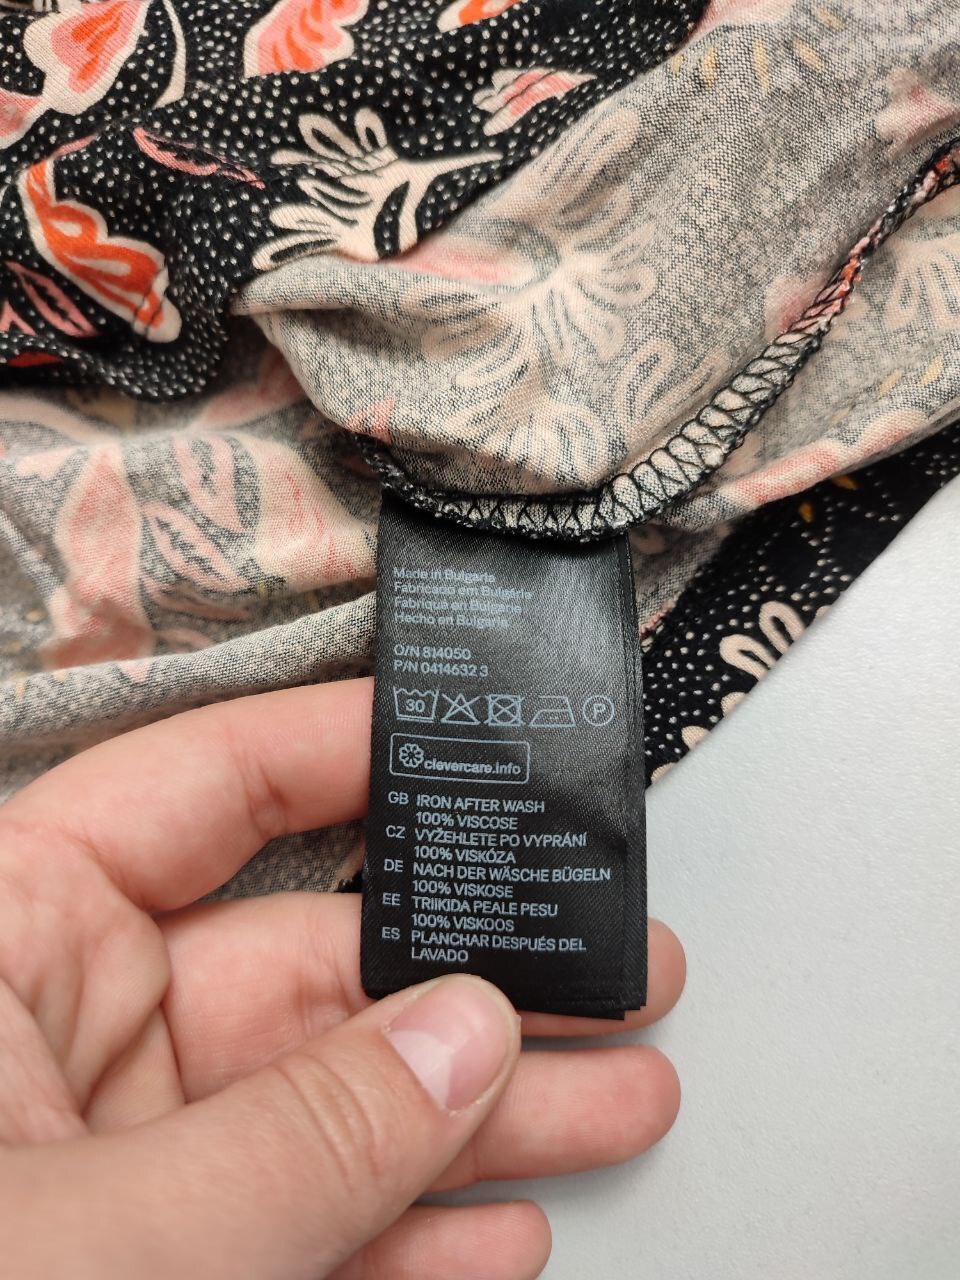 Made in Bulgaria
Fabricado em Bulgária
Fabriqué en Bulgarie
Hecho en Bulgaria
O/N 814050
P/N 0414632 3
30 P
clevercare.info
GB IRON AFTER WASH
100% VISCOSE
CZ VYŽEHLETE PO VYPRÁNÍ
100% VISKÓZA
DE NACH DER WÄSCHE BÜGELN
100% VISKOSE
EE TRIIKIDA PEALE PESU
100% VISKOOS
ES PLANCHAR DESPUÉS DEL
LAVADO